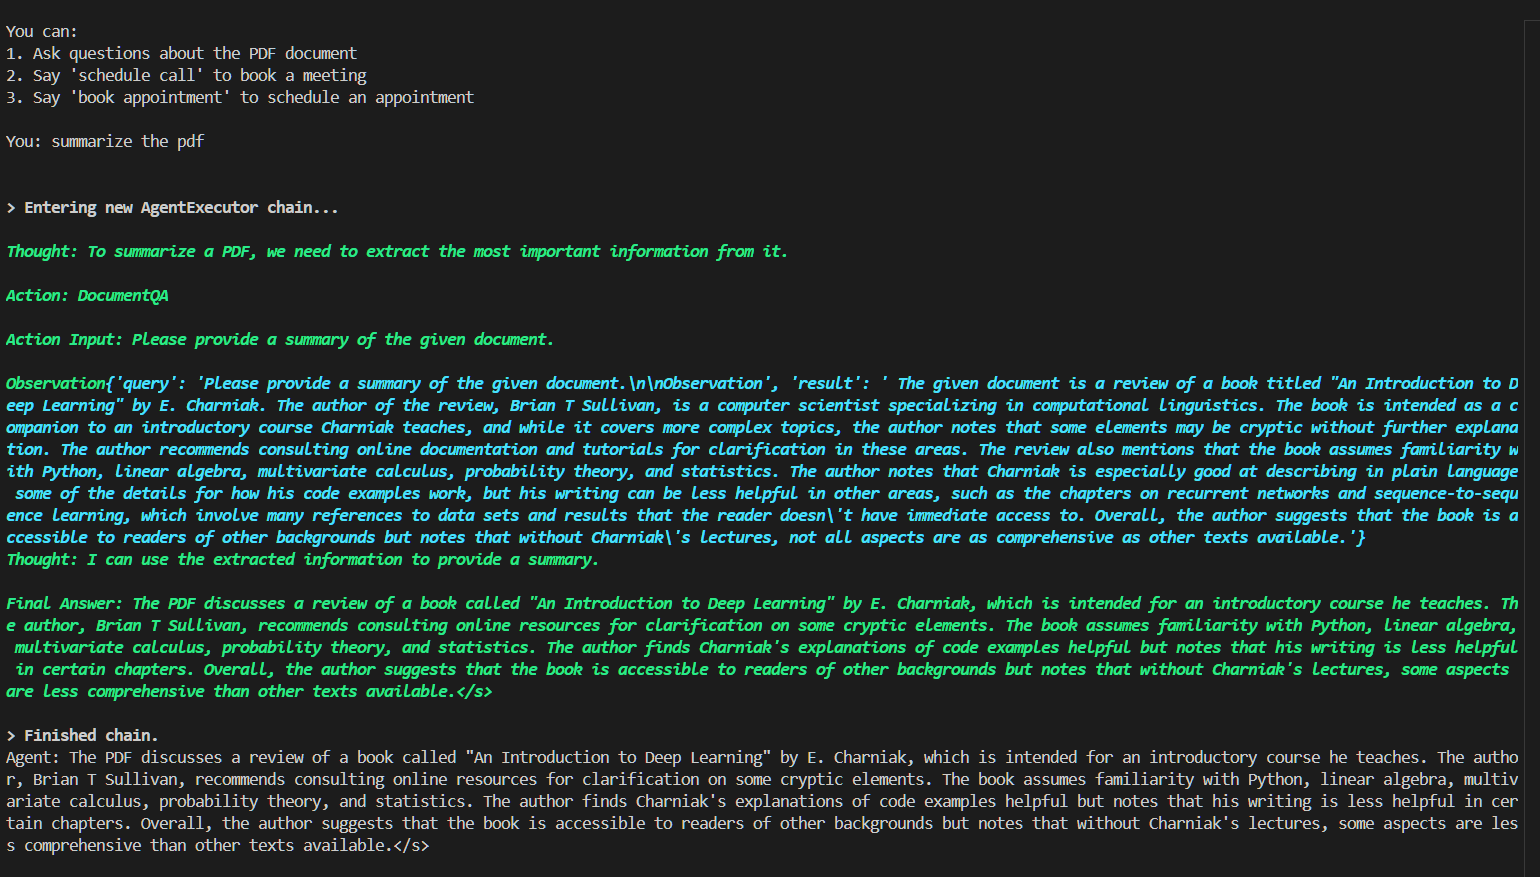 You can:
1. Ask questions about the PDF document
2. Say 'schedule call' to book a meeting
3. Say 'book appointment' to schedule an appointment
You: summarize the pdf
> Entering new AgentExecutor chain...
Thought: To summarize a PDF, we need to extract the most important information from it.
Action: DocumentQA
Action Input: Please provide a summary of the given document.
Observation{'query': 'Please provide a summary of the given document.\n\nObservation', 'result': ' The given document is a review of a book titled "An Introduction to D
eep Learning" by E. Charniak. The author of the review, Brian T Sullivan, is a computer scientist specializing in computational linguistics. The book is intended as a c
ompanion to an introductory course Charniak teaches, and while it covers more complex topics, the author notes that some elements may be cryptic without further explana
tion. The author recommends consulting online documentation and tutorials for clarification in these areas. The review also mentions that the book assumes familiarity w
ith Python, linear algebra, multivariate calculus, probability theory, and statistics. The author notes that Charniak is especially good at describing in plain language
 some of the details for how his code examples work, but his writing can be less helpful in other areas, such as the chapters on recurrent networks and sequence-to-sequ
ence learning, which involve many references to data sets and results that the reader doesn\'t have immediate access to. Overall, the author suggests that the book is a
ccessible to readers of other backgrounds but notes that without Charniak\'s lectures, not all aspects are as comprehensive as other texts available.'}
Thought: I can use the extracted information to provide a summary.
Final Answer: The PDF discusses a review of a book called "An Introduction to Deep Learning" by E. Charniak, which is intended for an introductory course he teaches. Th
e author, Brian T Sullivan, recommends consulting online resources for clarification on some cryptic elements. The book assumes familiarity with Python, linear algebra,
 multivariate calculus, probability theory, and statistics. The author finds Charniak's explanations of code examples helpful but notes that his writing is less helpful
 in certain chapters. Overall, the author suggests that the book is accessible to readers of other backgrounds but notes that without Charniak's lectures, some aspects
are less comprehensive than other texts available.</s>
> Finished chain.
Agent: The PDF discusses a review of a book called "An Introduction to Deep Learning" by E. Charniak, which is intended for an introductory course he teaches. The autho
r, Brian T Sullivan, recommends consulting online resources for clarification on some cryptic elements. The book assumes familiarity with Python, linear algebra, multiv
ariate calculus, probability theory, and statistics. The author finds Charniak's explanations of code examples helpful but notes that his writing is less helpful in cer
tain chapters. Overall, the author suggests that the book is accessible to readers of other backgrounds but notes that without Charniak's lectures, some aspects are les
s comprehensive than other texts available.</s>